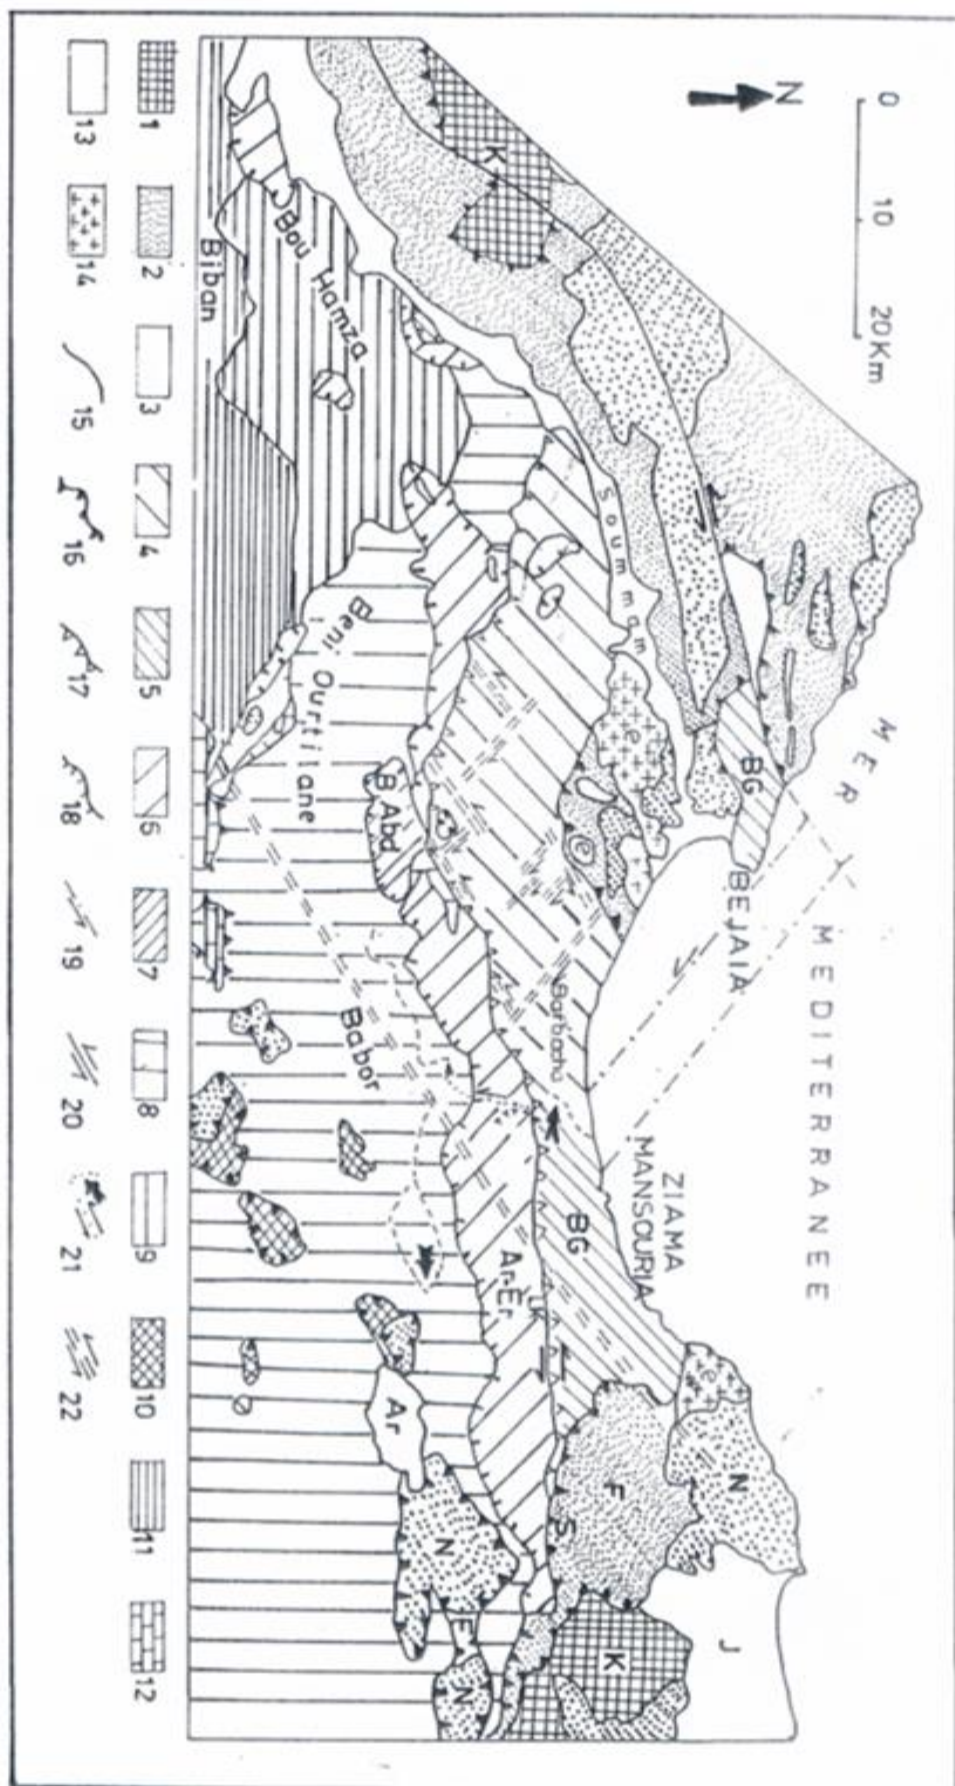 N
0 10 20Km
MER
MEDITERRANEE
BEJAIA
ZIAMA
MANSOURIA
K
Soummam
BG
e
e
Barbacha
BG
e
N
J
F
S
K
Bou Hamza
Biban
Beni Ourtilane
B Abd
Babor
Ar-Er
Ar
N
F
N
1 2 3 4 5 6 7 8 9 10 11 12
13 14 15 16 17 18 19 20 21 22